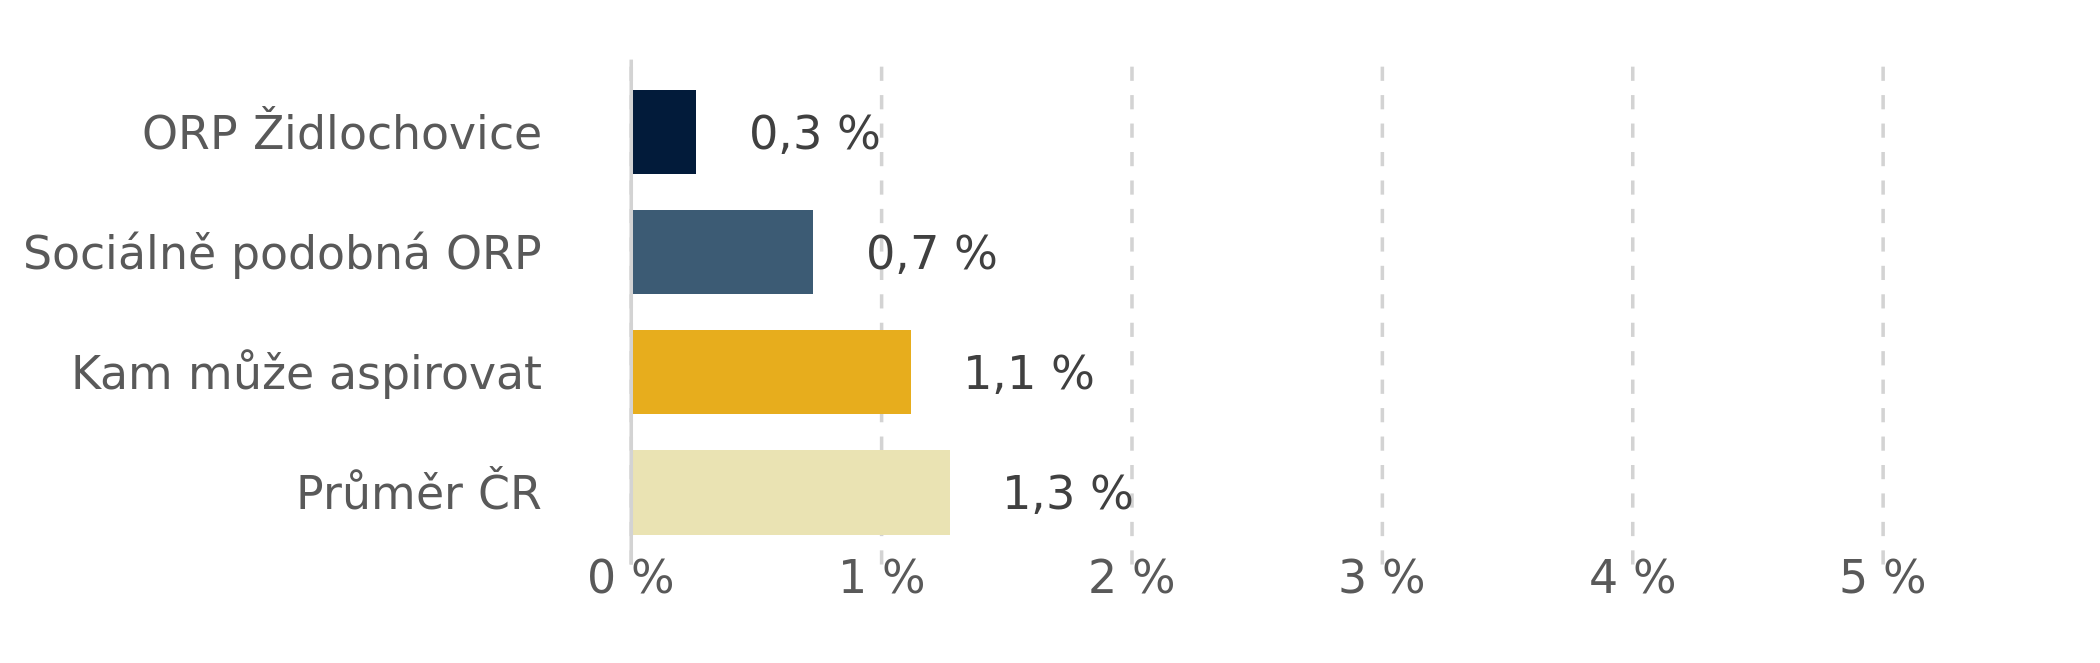 ORP Židlochovice 0,3 %
Sociálně podobná ORP 0,7 %
Kam může aspirovat 1,1 %
Průměr ČR 1,3 %
0 % 1 % 2 % 3 % 4 % 5 %